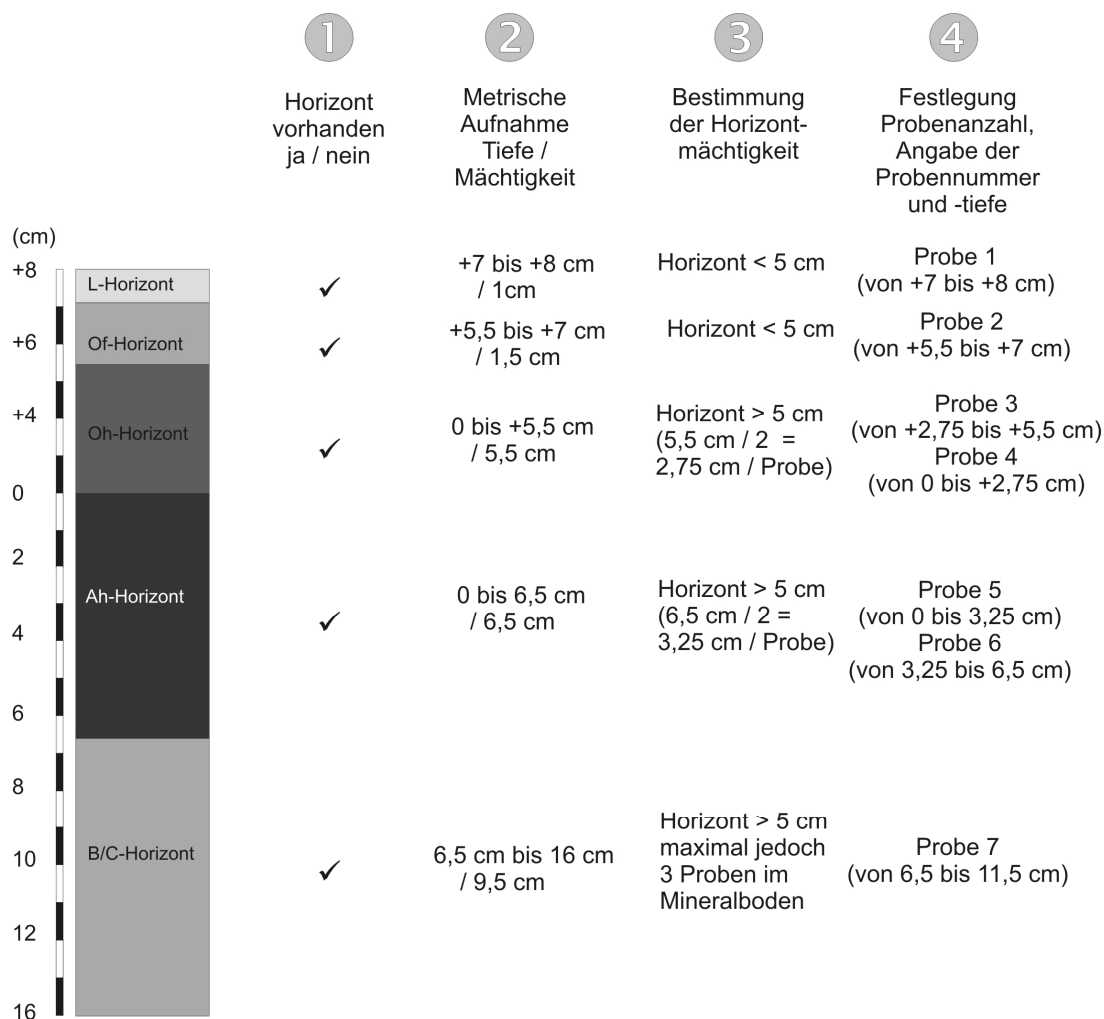 1
2
3
4
Horizont
vorhanden
ja / nein
Metrische
Aufnahme
Tiefe /
Mächtigkeit
Bestimmung
der Horizont-
mächtigkeit
Festlegung
Probenanzahl,
Angabe der
Probennummer
und -tiefe
(cm)
+8
+6
+4
0
2
4
6
8
10
12
16
L-Horizont
✓
+7 bis +8 cm
/ 1cm
Horizont < 5 cm
Probe 1
(von +7 bis +8 cm)
Of-Horizont
✓
+5,5 bis +7 cm
/ 1,5 cm
Horizont < 5 cm
Probe 2
(von +5,5 bis +7 cm)
Oh-Horizont
✓
0 bis +5,5 cm
/ 5,5 cm
Horizont > 5 cm
(5,5 cm / 2 =
2,75 cm / Probe)
Probe 3
(von +2,75 bis +5,5 cm)
Probe 4
(von 0 bis +2,75 cm)
Ah-Horizont
✓
0 bis 6,5 cm
/ 6,5 cm
Horizont > 5 cm
(6,5 cm / 2 =
3,25 cm / Probe)
Probe 5
(von 0 bis 3,25 cm)
Probe 6
(von 3,25 bis 6,5 cm)
B/C-Horizont
✓
6,5 cm bis 16 cm
/ 9,5 cm
Horizont > 5 cm
maximal jedoch
3 Proben im
Mineralboden
Probe 7
(von 6,5 bis 11,5 cm)